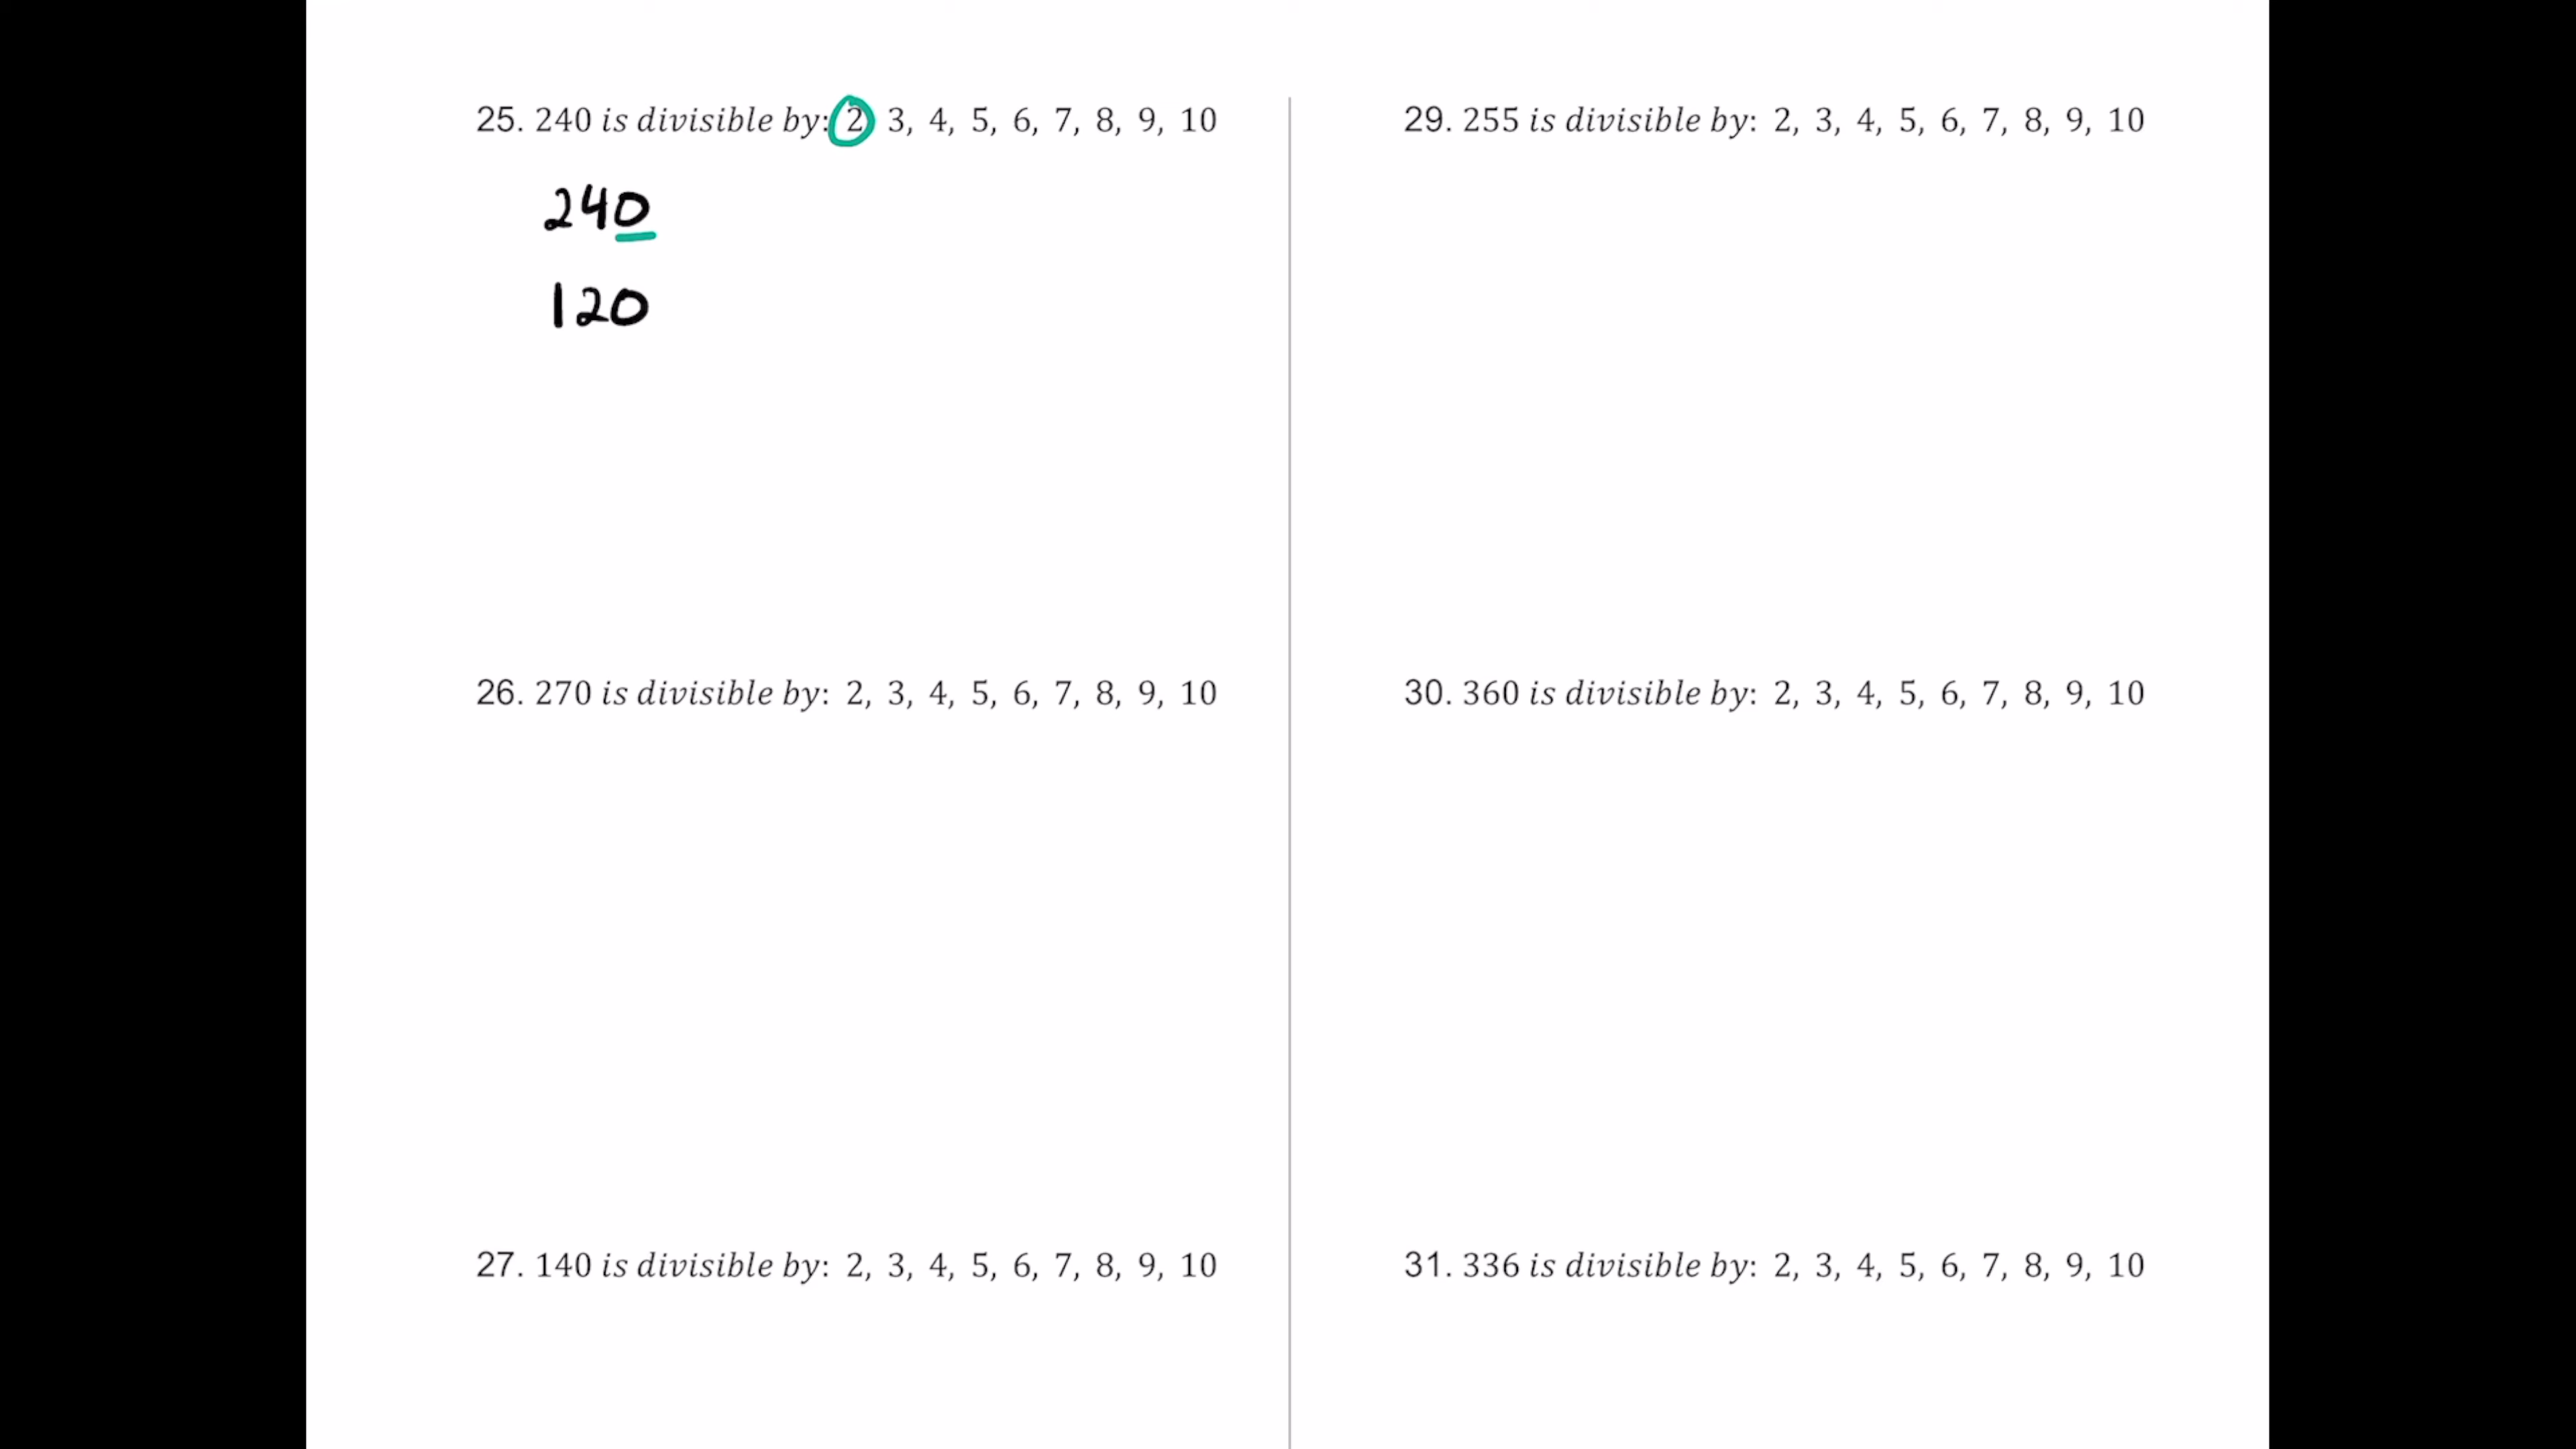 25. 240 is divisible by: 2, 3, 4, 5, 6, 7, 8, 9, 10
240
120
26. 270 is divisible by: 2, 3, 4, 5, 6, 7, 8, 9, 10
27. 140 is divisible by: 2, 3, 4, 5, 6, 7, 8, 9, 10
29. 255 is divisible by: 2, 3, 4, 5, 6, 7, 8, 9, 10
30. 360 is divisible by: 2, 3, 4, 5, 6, 7, 8, 9, 10
31. 336 is divisible by: 2, 3, 4, 5, 6, 7, 8, 9, 10